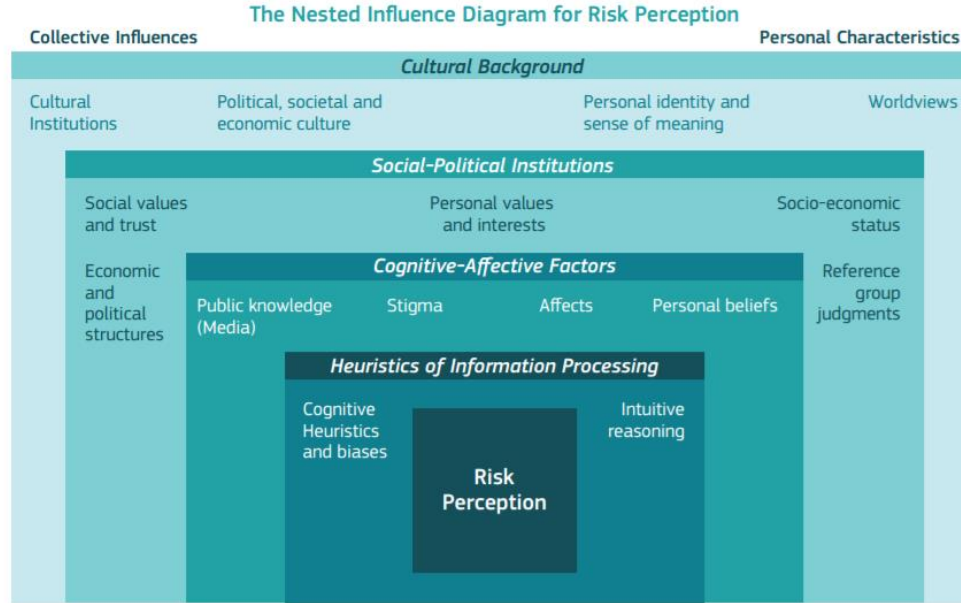 The Nested Influence Diagram for Risk Perception
Collective Influences
Personal Characteristics
Cultural Background
Cultural
Institutions
Political, societal and
economic culture
Personal identity and
sense of meaning
Worldviews
Social-Political Institutions
Social values
and trust
Personal values
and interests
Socio-economic
status
Economic
and
political
structures
Cognitive-Affective Factors
Reference
group
judgments
Public knowledge
(Media)
Stigma
Affects
Personal beliefs
Heuristics of Information Processing
Cognitive
Heuristics
and biases
Intuitive
reasoning
Risk
Perception